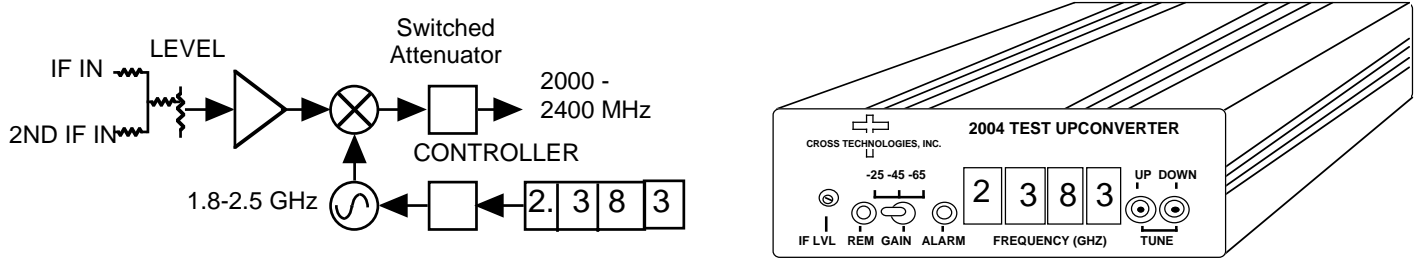 Switched
Attenuator
LEVEL
IF IN
2000 -
2400 MHz
2ND IF IN
CONTROLLER
1.8-2.5 GHz
2. 3 8 3
2004 TEST UPCONVERTER
CROSS TECHNOLOGIES, INC.
-25 -45 -65
UP DOWN
2 3 8 3
IF LVL REM GAIN ALARM FREQUENCY (GHZ) TUNE